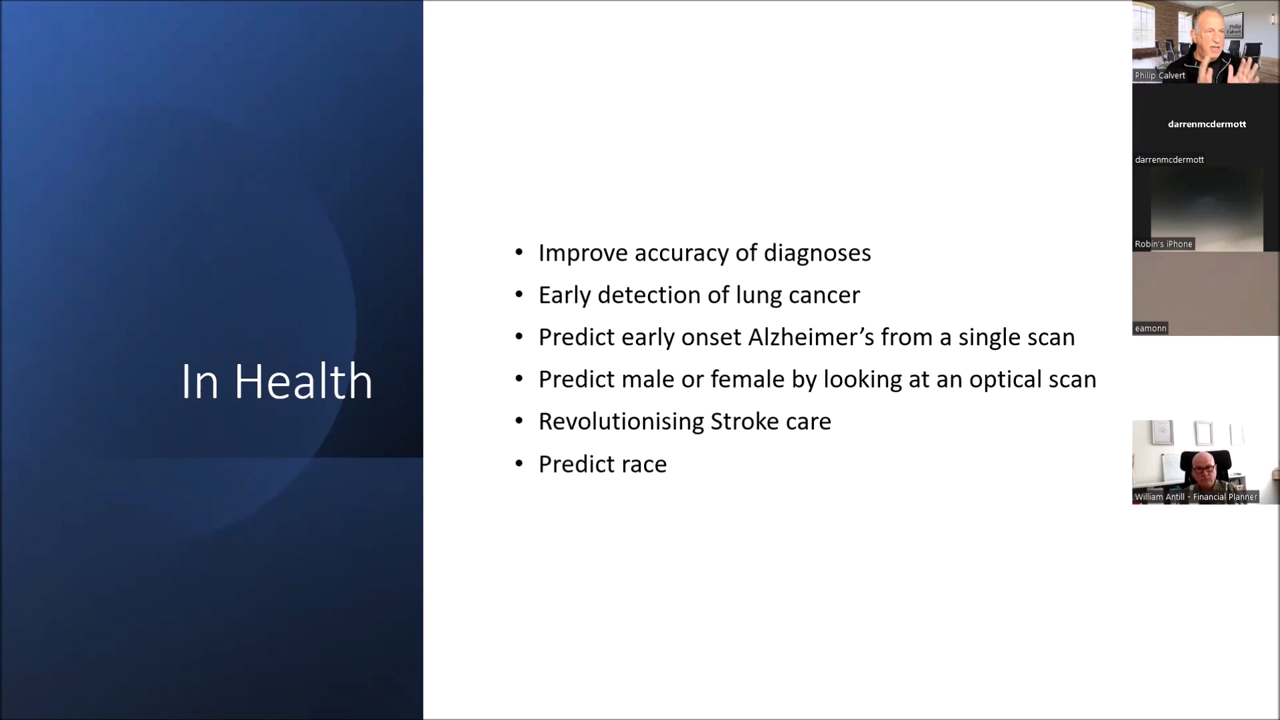 In Health
• Improve accuracy of diagnoses
• Early detection of lung cancer
• Predict early onset Alzheimer’s from a single scan
• Predict male or female by looking at an optical scan
• Revolutionising Stroke care
• Predict race
Philip Calvert
darrenmcdermott
darrenmcdermott
Robin's iPhone
eamonn
William Antill - Financial Planner